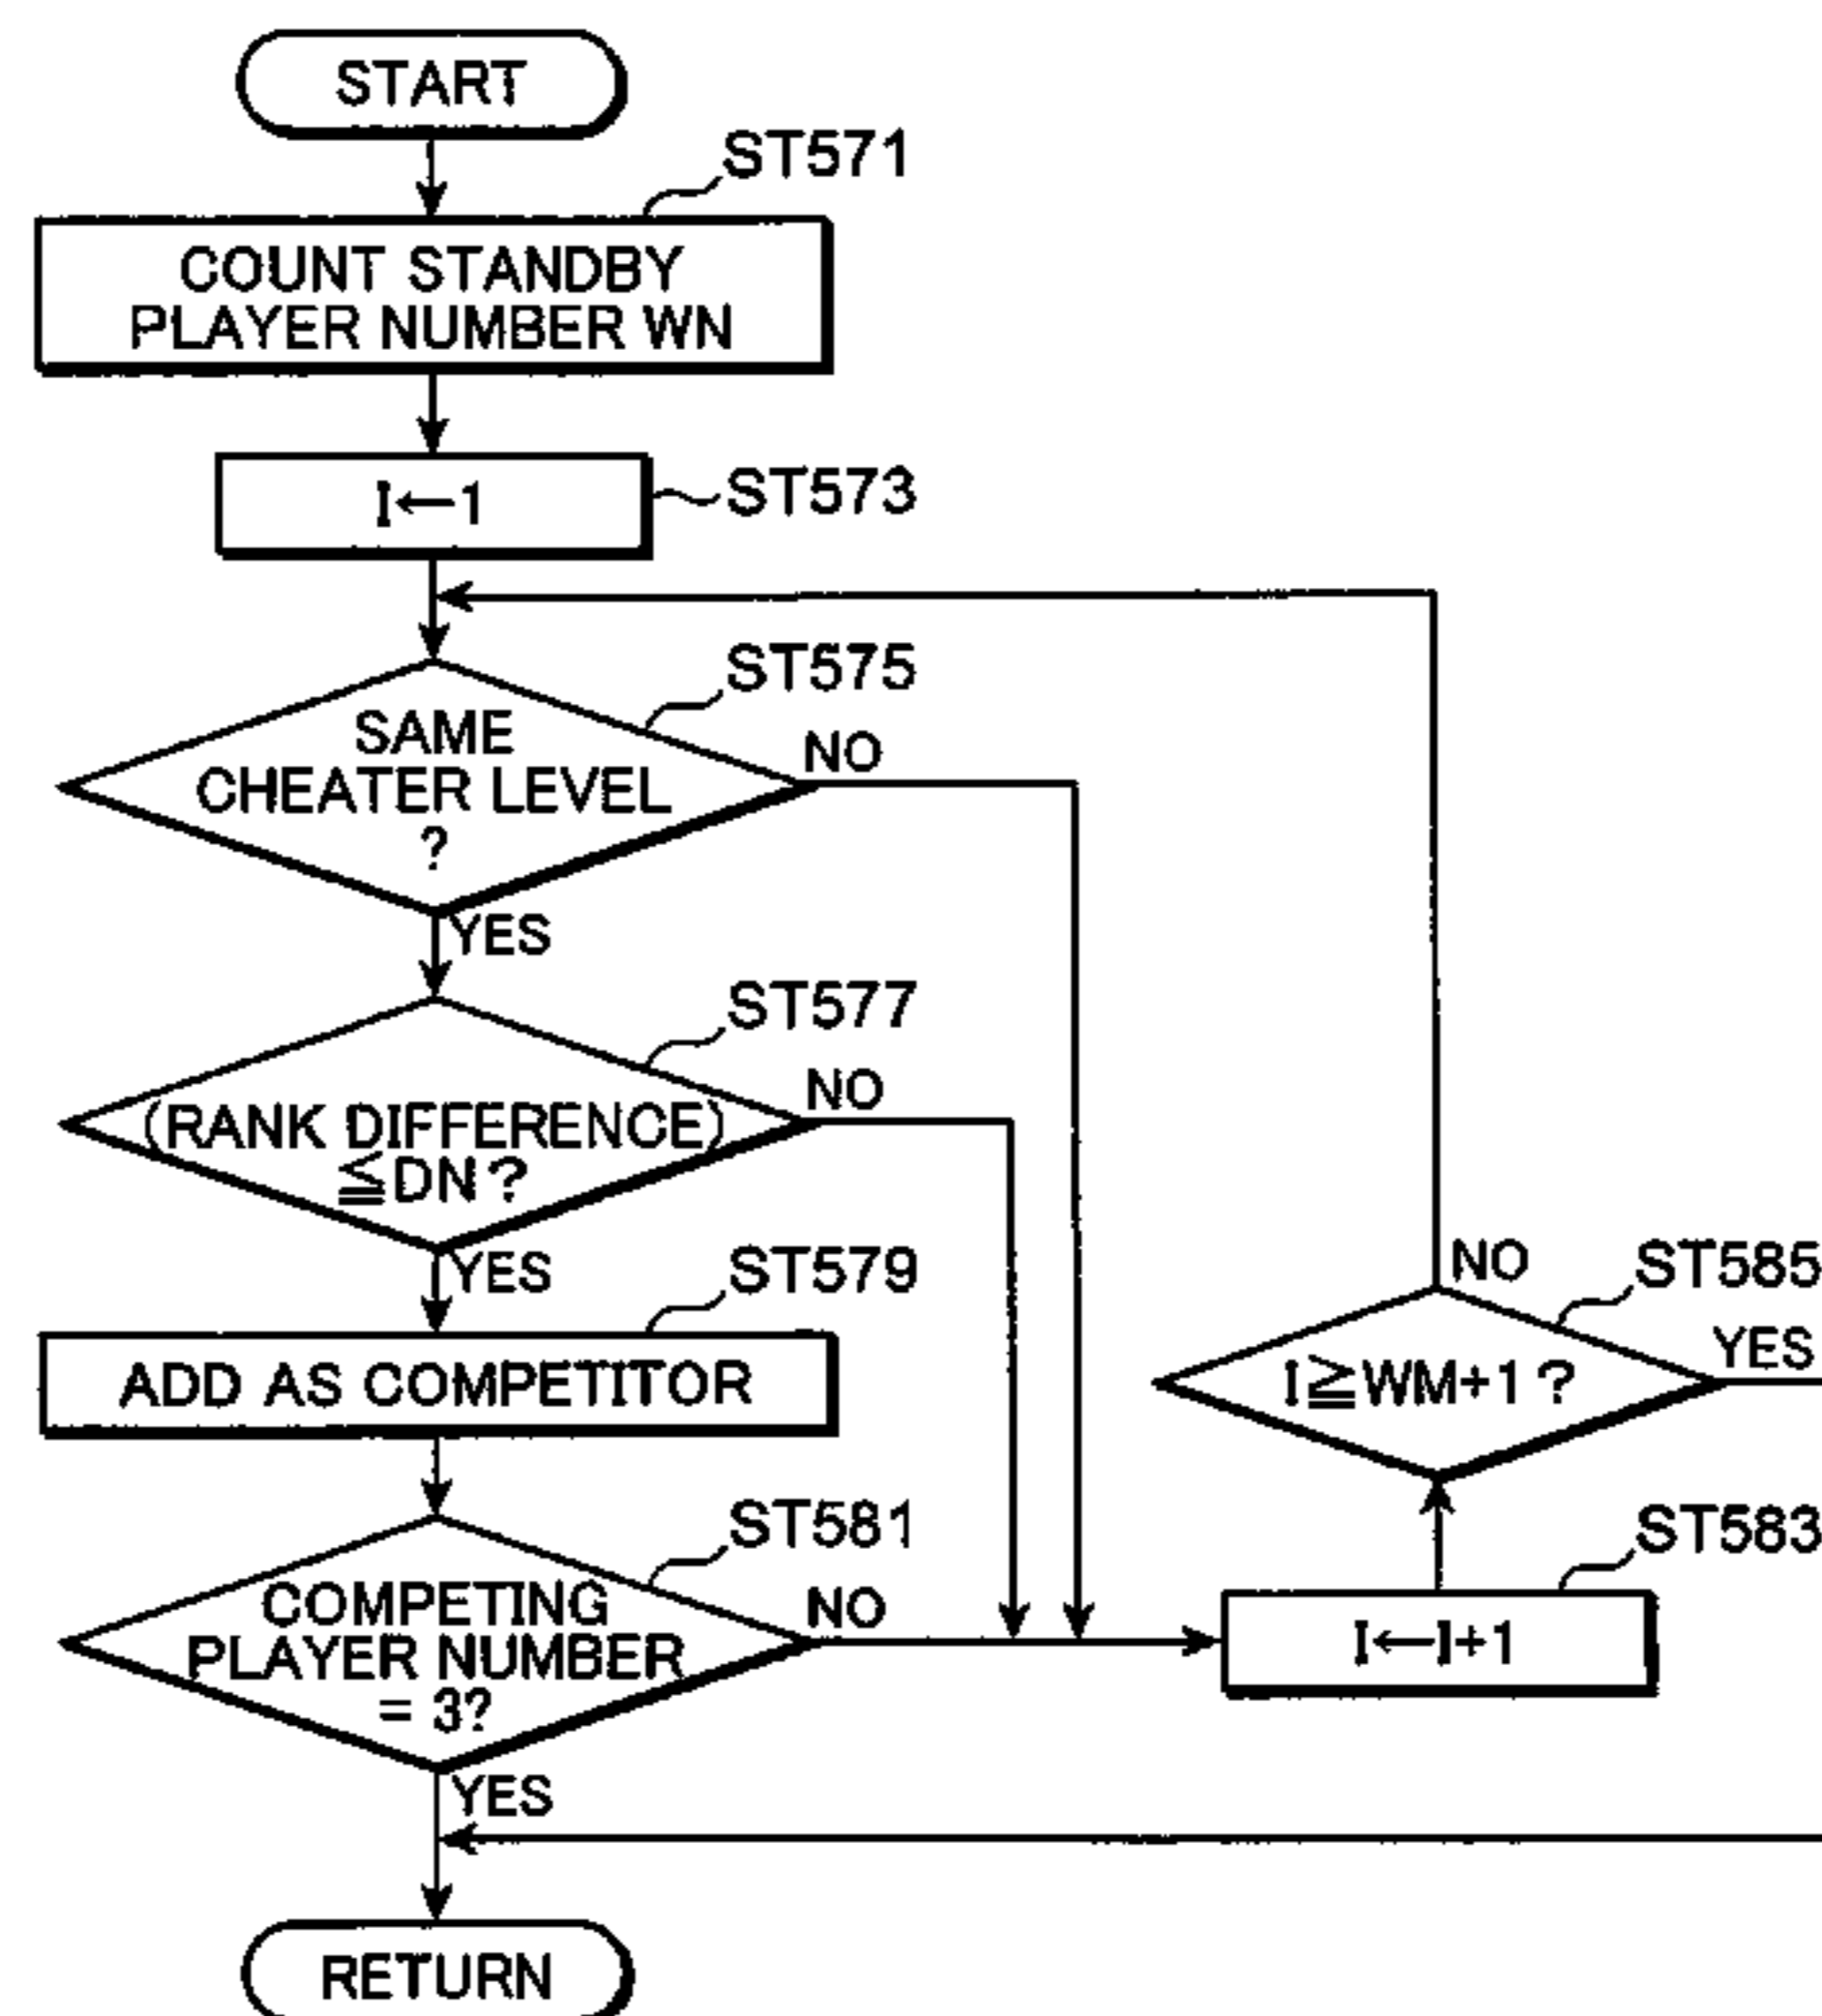 START
ST571
COUNT STANDBY
PLAYER NUMBER WN
I←1
ST573
ST575
SAME
CHEATER LEVEL
?
NO
YES
ST577
(RANK DIFFERENCE)
≦DN?
NO
YES
ST579
ADD AS COMPETITOR
ST581
COMPETING
PLAYER NUMBER
= 3?
NO
YES
NO
ST585
I≧WM+1?
YES
ST583
I←I+1
RETURN